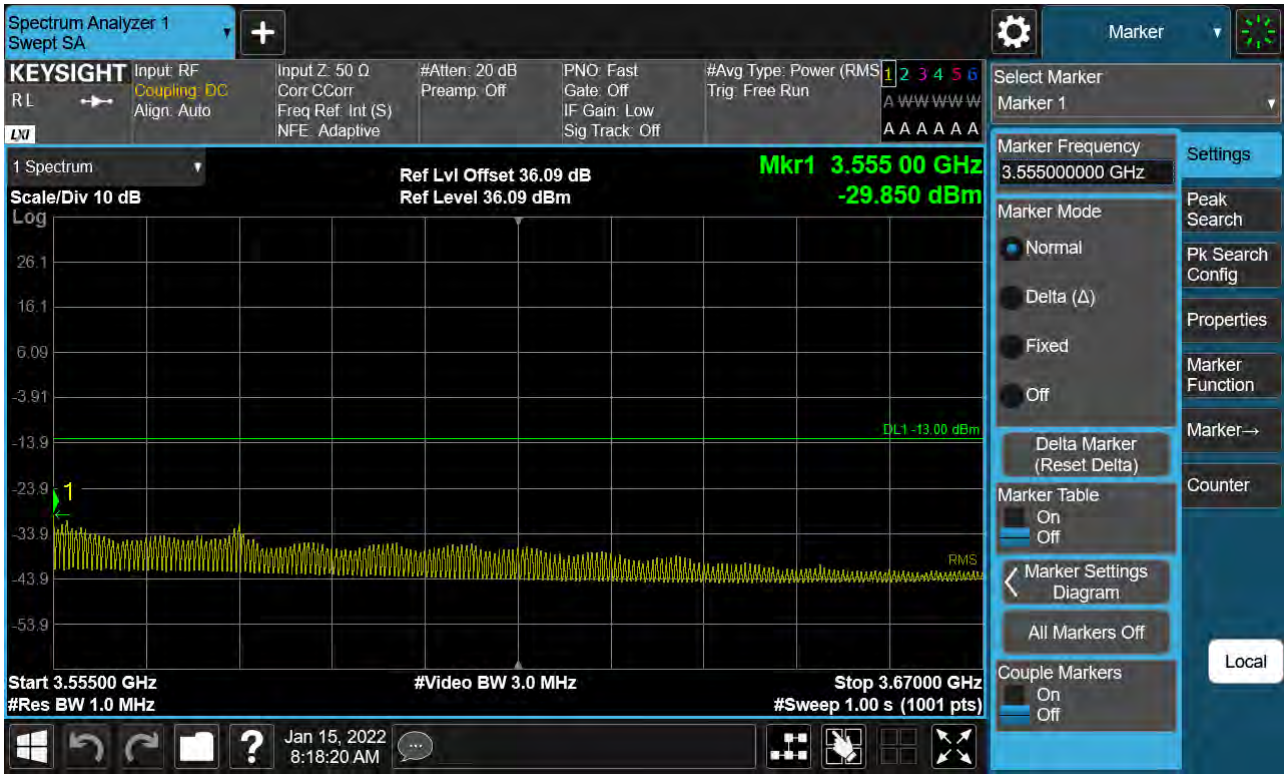 Spectrum Analyzer 1
Swept SA
+
Marker
KEYSIGHT
RL
LXI
Input: RF
Coupling: DC
Align: Auto
Input Z: 50 Ω
Corr CCorr
Freq Ref: Int (S)
NFE: Adaptive
#Atten: 20 dB
Preamp: Off
PNO: Fast
Gate: Off
IF Gain: Low
Sig Track: Off
#Avg Type: Power (RMS
Trig: Free Run
1 2 3 4 5 6
A W W W W W
A A A A A A
Select Marker
Marker 1
1 Spectrum
Scale/Div 10 dB
Log
Ref Lvl Offset 36.09 dB
Ref Level 36.09 dBm
Mkr1 3.555 00 GHz
-29.850 dBm
26.1
16.1
6.09
-3.91
-13.9
-23.9
-33.9
-43.9
-53.9
DL1 -13.00 dBm
1
RMS
Start 3.55500 GHz
#Res BW 1.0 MHz
#Video BW 3.0 MHz
Stop 3.67000 GHz
#Sweep 1.00 s (1001 pts)
Marker Frequency
3.555000000 GHz
Marker Mode
Normal
Delta (Δ)
Fixed
Off
Delta Marker
(Reset Delta)
Marker Table
On
Off
Marker Settings
Diagram
All Markers Off
Couple Markers
On
Off
Settings
Peak
Search
Pk Search
Config
Properties
Marker
Function
Marker→
Counter
Local
?
Jan 15, 2022
8:18:20 AM